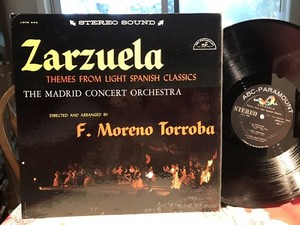 STEREO SOUND
Zarzuela
THEMES FROM LIGHT SPANISH CLASSICS
THE MADRID CONCERT ORCHESTRA
DIRECTED AND ARRANGED BY
F. Moreno Torroba
ABC-PARAMOUNT
STEREO